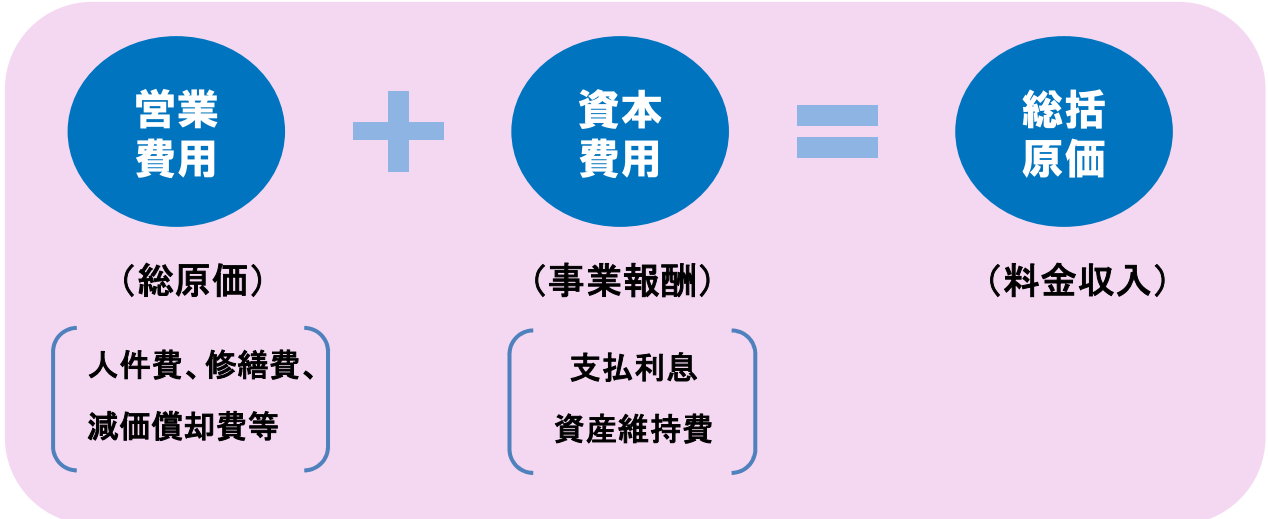 営業
費用
+
資本
費用
=
総括
原価
（総原価）
（事業報酬）
（料金収入）
人件費、修繕費、
減価償却費等
支払利息
資産維持費